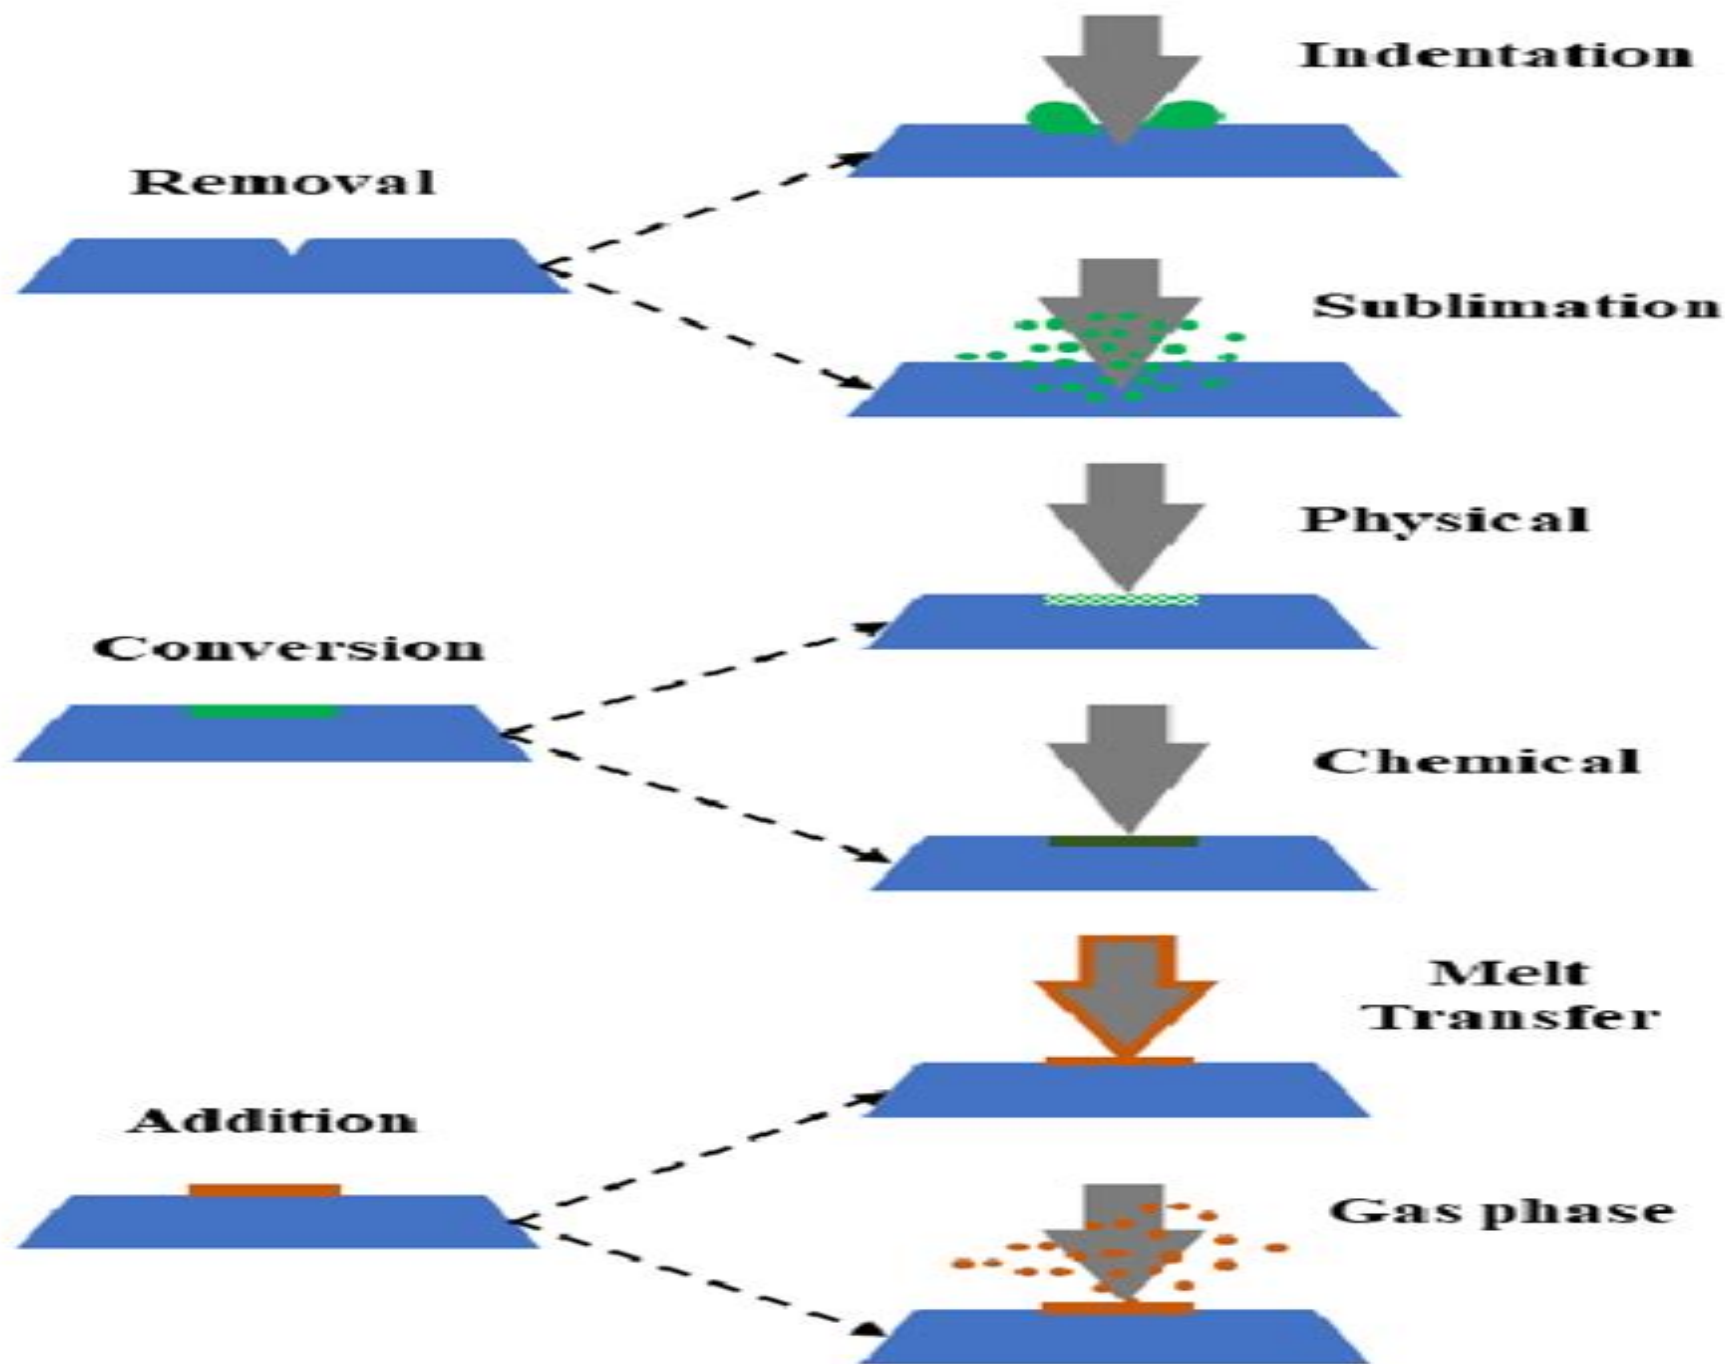 Indentation
Removal
Sublimation
Physical
Conversion
Chemical
Melt
Transfer
Addition
Gas phase